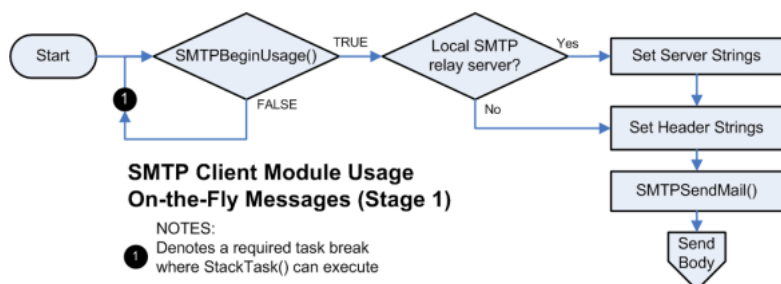 Start
SMTPBeginUsage()
TRUE
FALSE
1
Local SMTP
relay server?
Yes
No
Set Server Strings
Set Header Strings
SMTPSendMail()
Send
Body
SMTP Client Module Usage
On-the-Fly Messages (Stage 1)
NOTES:
1 Denotes a required task break
where StackTask() can execute